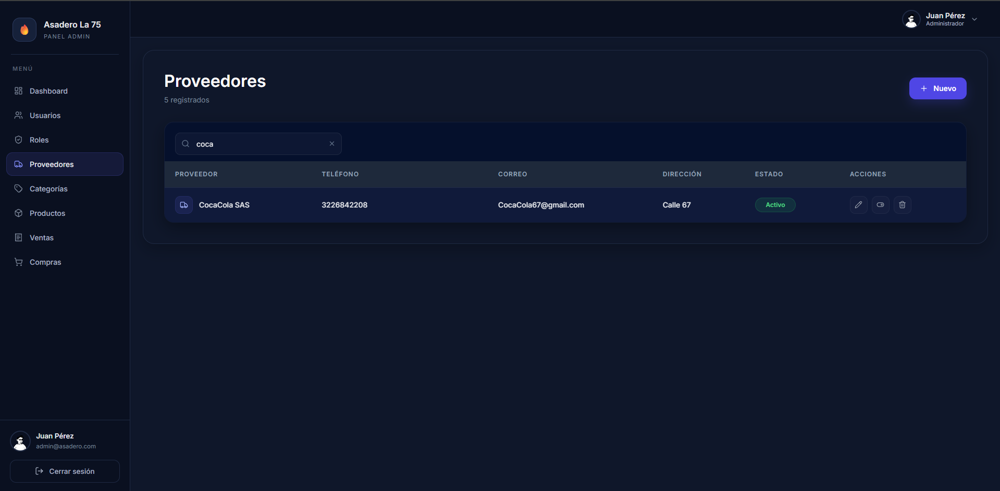 Asadero La 75
PANEL ADMIN
MENÚ
Dashboard
Usuarios
Roles
Proveedores
Categorías
Productos
Ventas
Compras
Juan Pérez
admin@asadero.com
Cerrar sesión
Juan Pérez
Administrador
Proveedores
5 registrados
Nuevo
coca
PROVEEDOR TELÉFONO CORREO DIRECCIÓN ESTADO ACCIONES
CocaCola SAS 3226842208 CocaCola67@gmail.com Calle 67 Activo